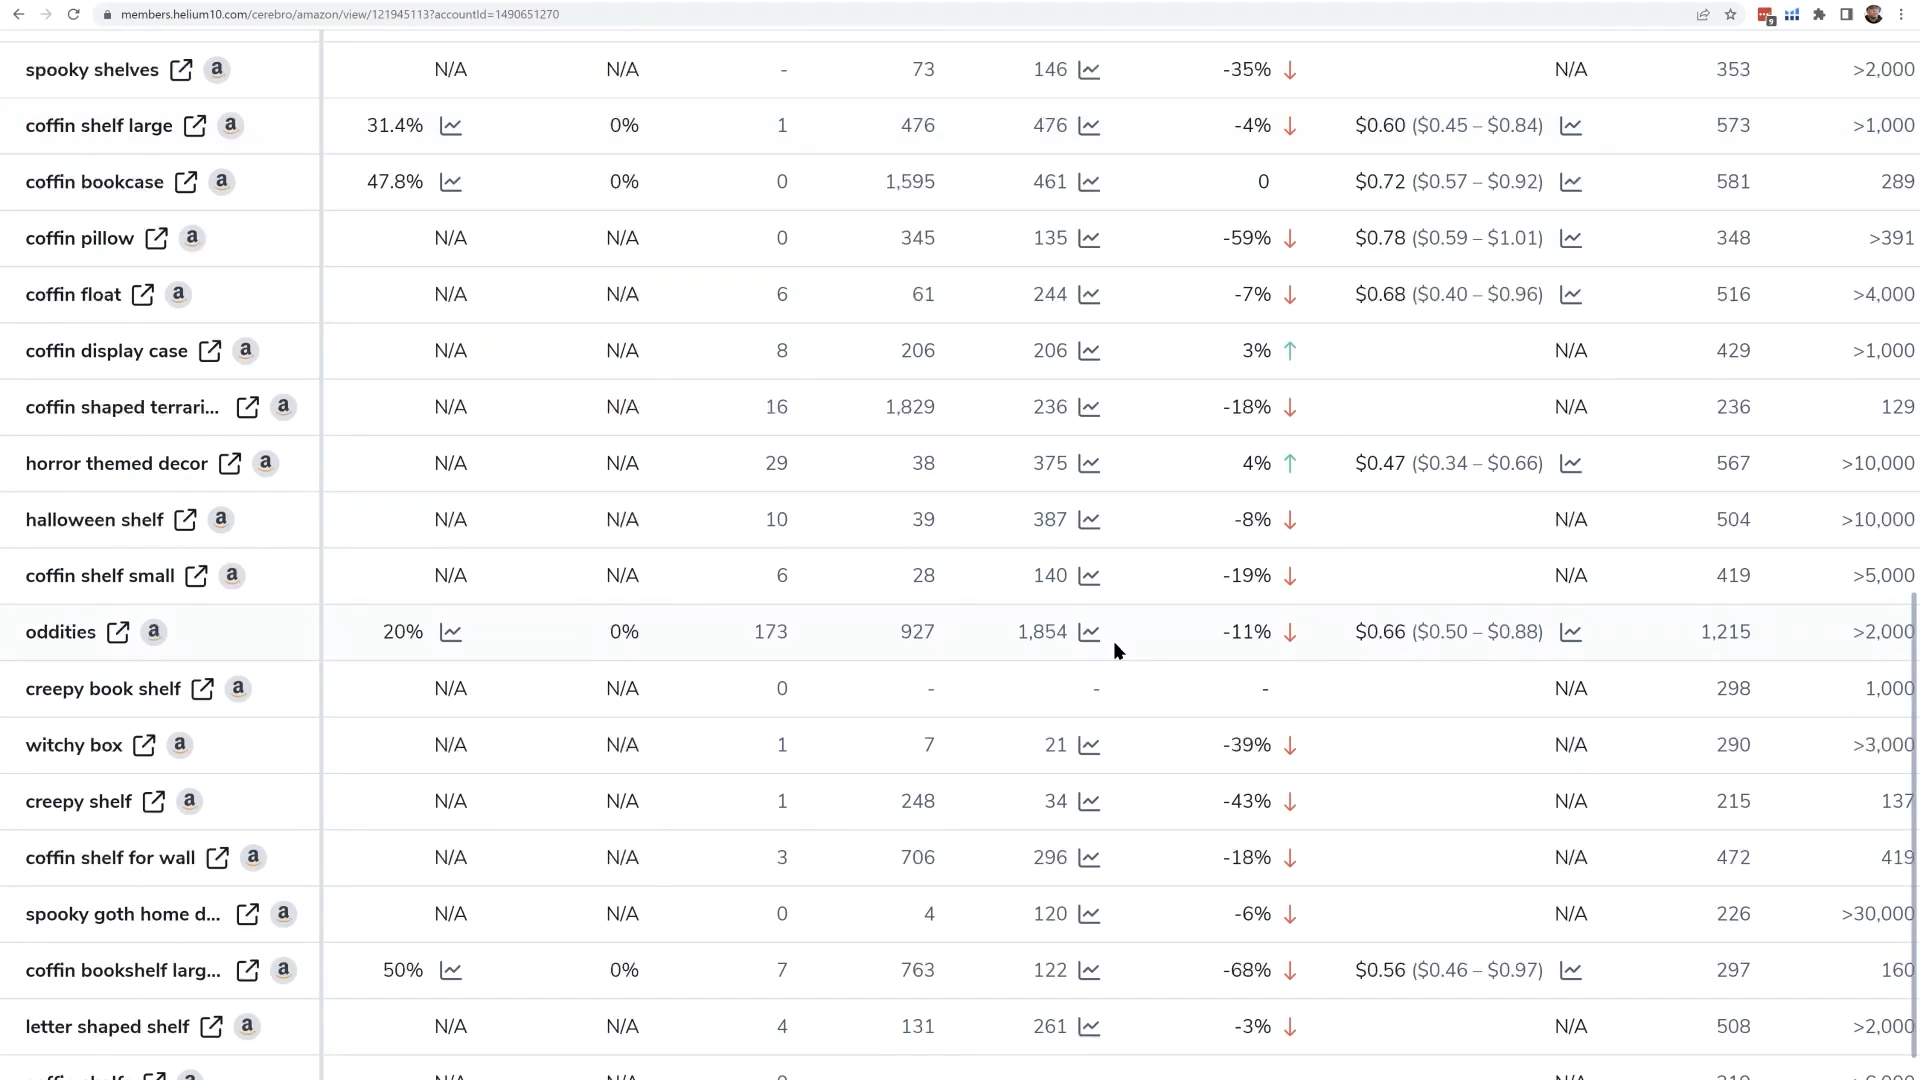 members.helium10.com/cerebro/amazon/view/121945113?accountId=1490651270
9
spooky shelves a N/A N/A - 73 146 -35% N/A 353 >2,000
coffin shelf large a 31.4% 0% 1 476 476 -4% $0.60 ($0.45 – $0.84) 573 >1,000
coffin bookcase a 47.8% 0% 0 1,595 461 0 $0.72 ($0.57 – $0.92) 581 289
coffin pillow a N/A N/A 0 345 135 -59% $0.78 ($0.59 – $1.01) 348 >391
coffin float a N/A N/A 6 61 244 -7% $0.68 ($0.40 – $0.96) 516 >4,000
coffin display case a N/A N/A 8 206 206 3% N/A 429 >1,000
coffin shaped terrari... a N/A N/A 16 1,829 236 -18% N/A 236 129
horror themed decor a N/A N/A 29 38 375 4% $0.47 ($0.34 – $0.66) 567 >10,000
halloween shelf a N/A N/A 10 39 387 -8% N/A 504 >10,000
coffin shelf small a N/A N/A 6 28 140 -19% N/A 419 >5,000
oddities a 20% 0% 173 927 1,854 -11% $0.66 ($0.50 – $0.88) 1,215 >2,000
creepy book shelf a N/A N/A 0 - - - N/A 298 1,000
witchy box a N/A N/A 1 7 21 -39% N/A 290 >3,000
creepy shelf a N/A N/A 1 248 34 -43% N/A 215 137
coffin shelf for wall a N/A N/A 3 706 296 -18% N/A 472 419
spooky goth home d... a N/A N/A 0 4 120 -6% N/A 226 >30,000
coffin bookshelf larg... a 50% 0% 7 763 122 -68% $0.56 ($0.46 – $0.97) 297 160
letter shaped shelf a N/A N/A 4 131 261 -3% N/A 508 >2,000